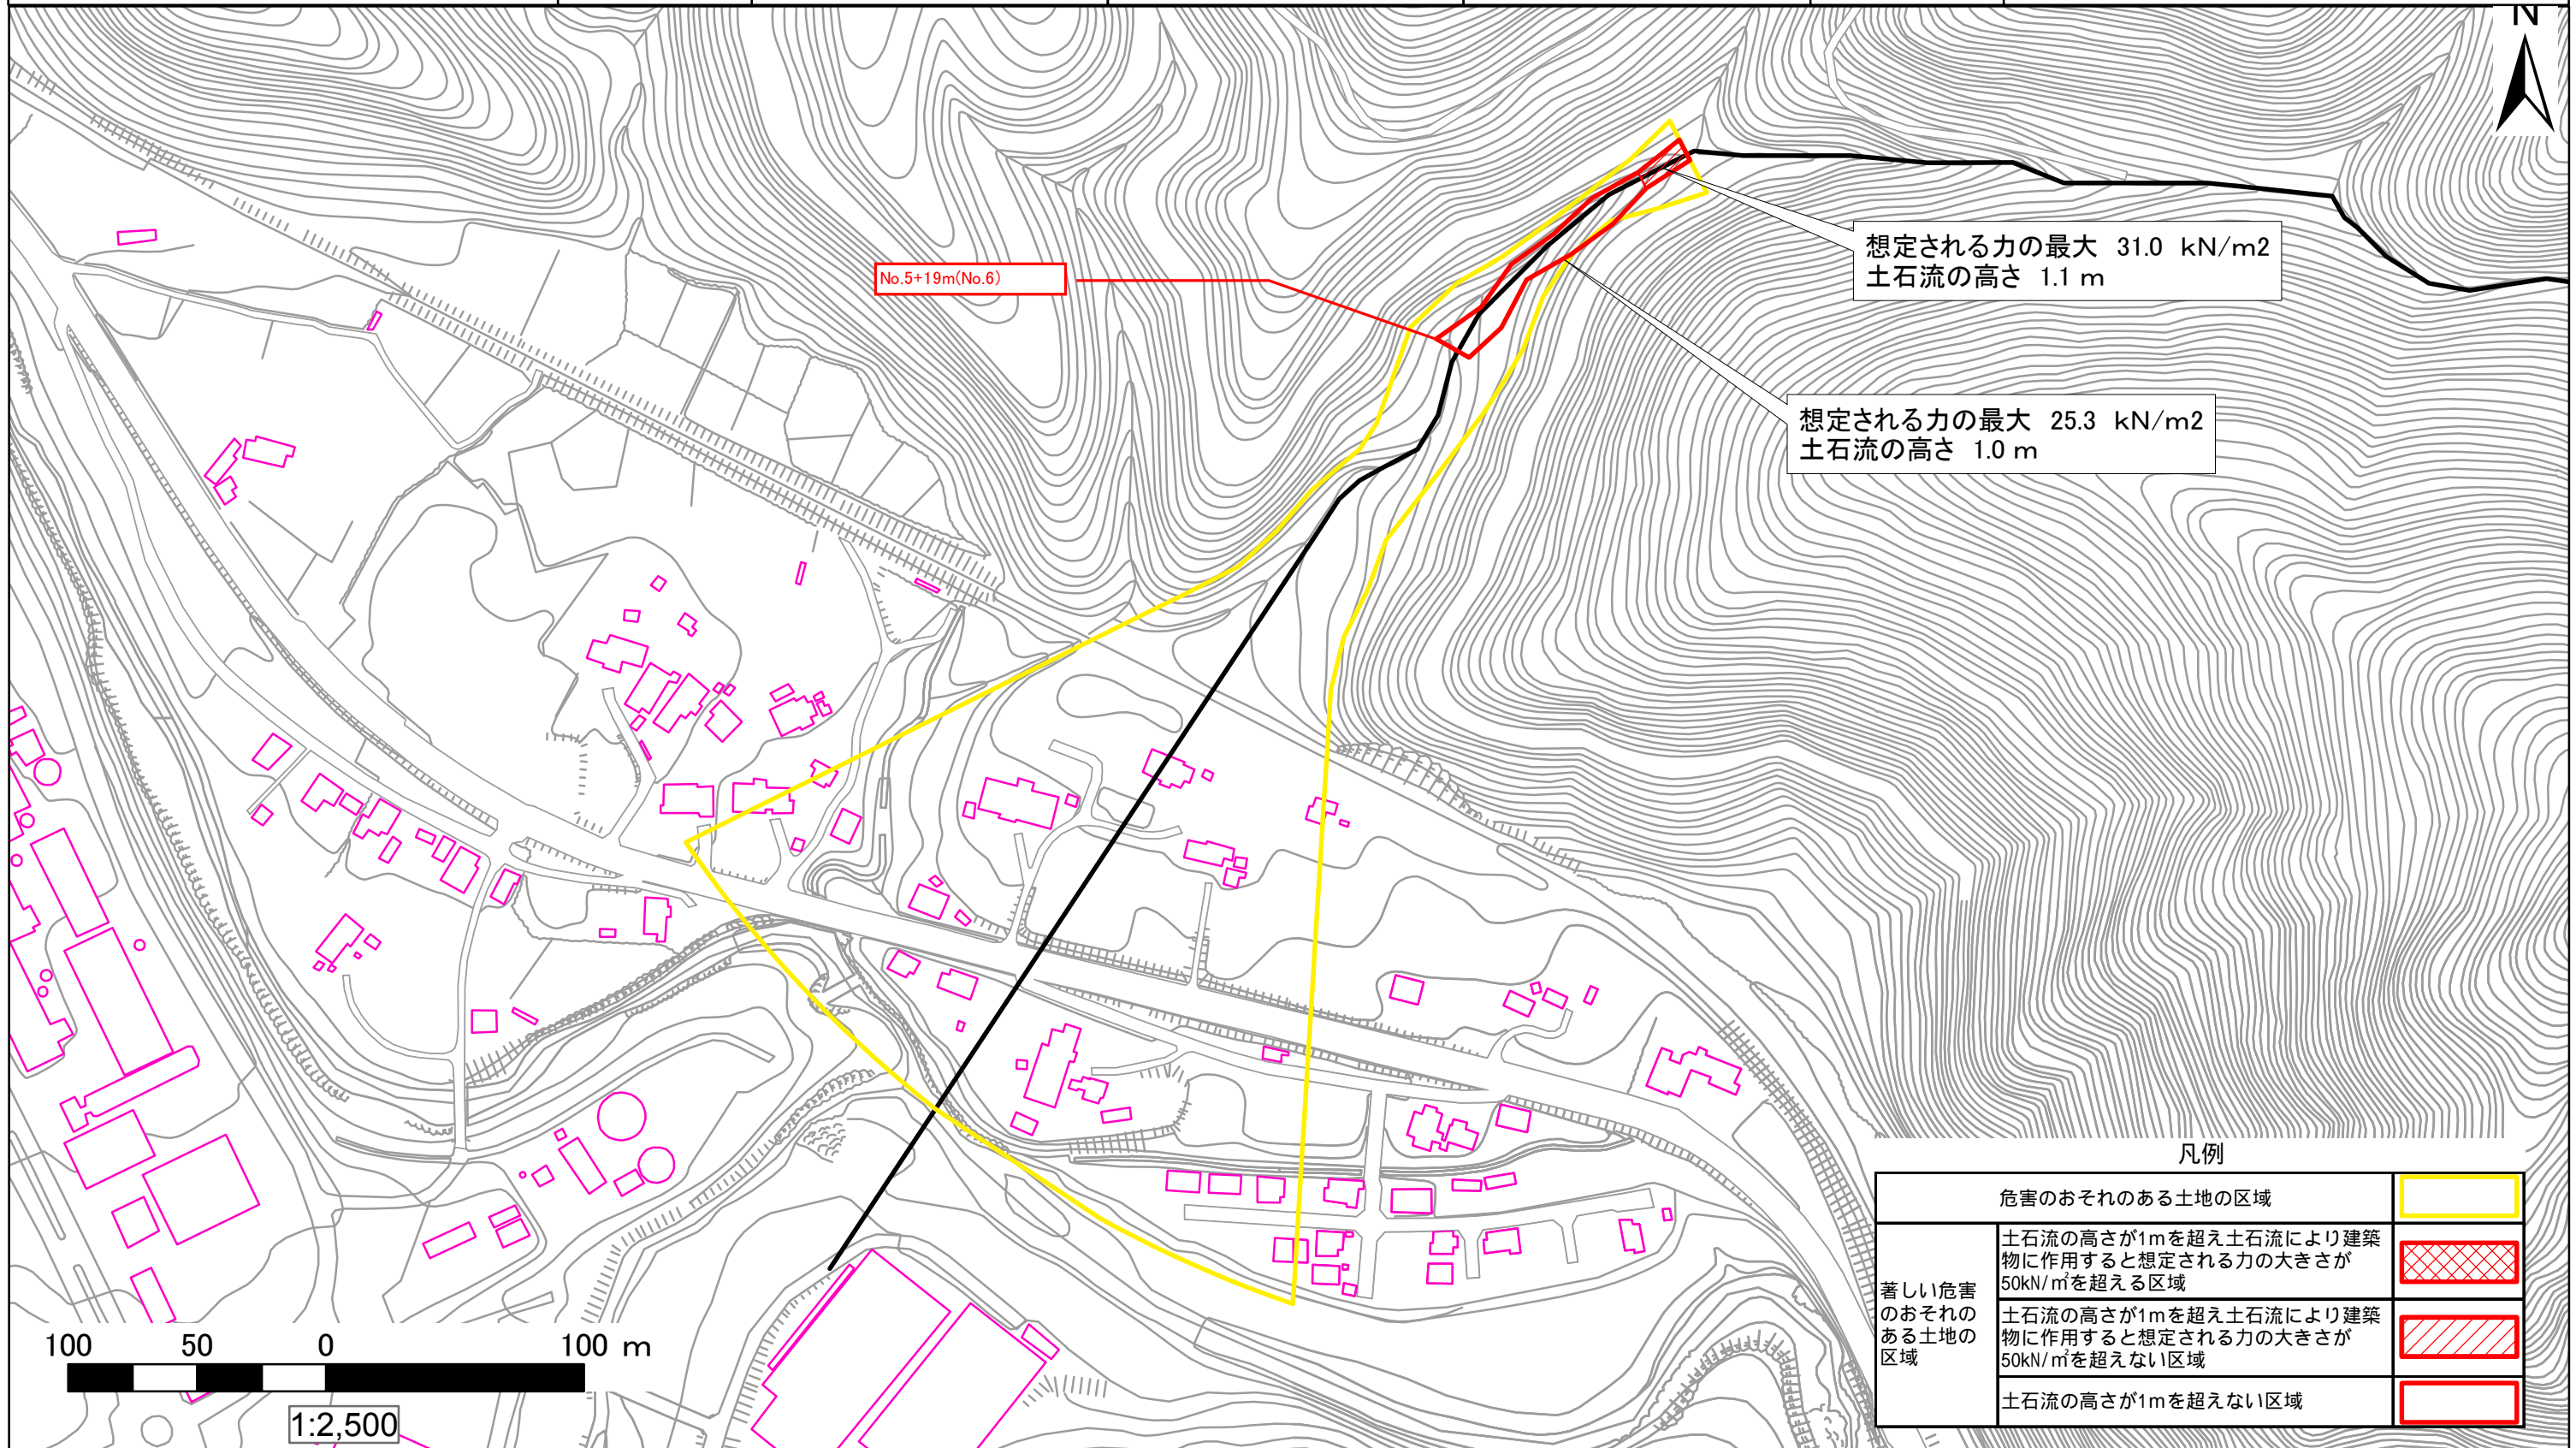 N
No.5+19m(No.6)
想定される力の最大 31.0 kN/m2
土石流の高さ 1.1 m
想定される力の最大 25.3 kN/m2
土石流の高さ 1.0 m
凡例
危害のおそれのある土地の区域
著しい危害
のおそれの
ある土地の
区域
土石流の高さが1mを超え土石流により建築
物に作用すると想定される力の大きさが
50kN/㎡を超える区域
土石流の高さが1mを超え土石流により建築
物に作用すると想定される力の大きさが
50kN/㎡を超えない区域
土石流の高さが1mを超えない区域
100 50 0 100 m
1:2,500